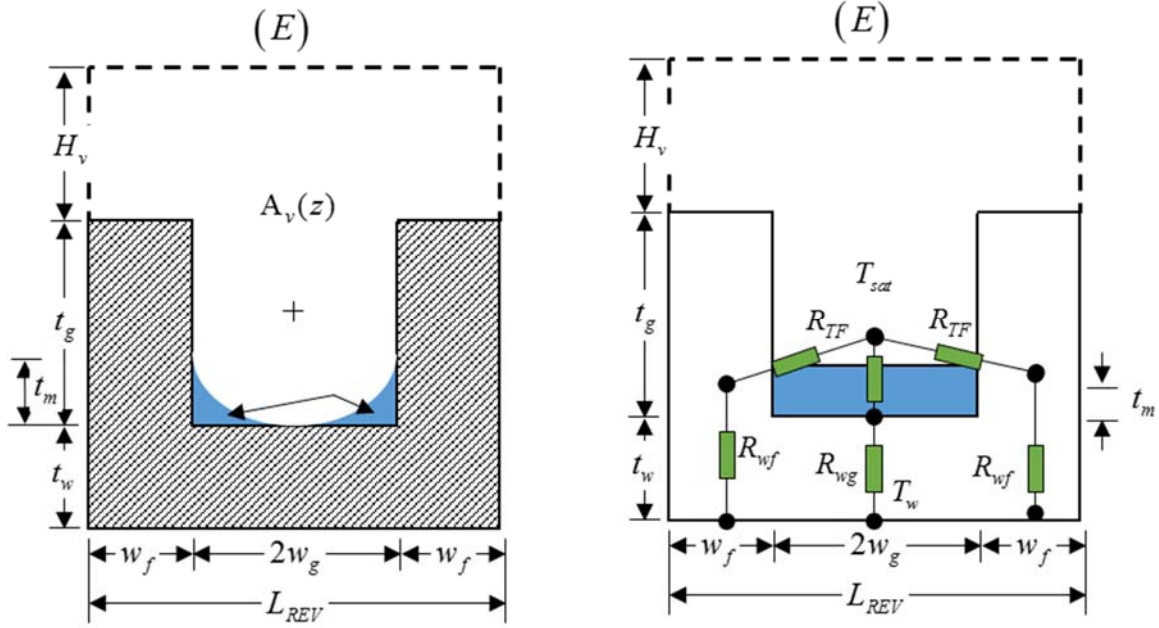 (E)
H_v
A_v(z)
+
t_g
t_m
t_w
w_f
2w_g
w_f
L_REV
(E)
H_v
T_sat
t_g
R_TF
R_TF
t_m
t_w
R_wf
R_wg
T_w
R_wf
w_f
2w_g
w_f
L_REV